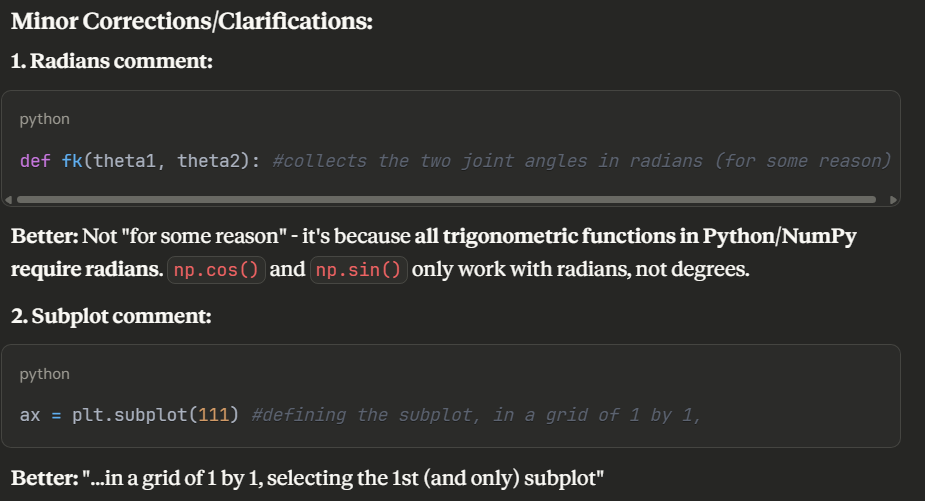 Minor Corrections/Clarifications:
1. Radians comment:
python
def fk(theta1, theta2): #collects the two joint angles in radians (for some reason)
Better: Not "for some reason" - it's because all trigonometric functions in Python/NumPy
require radians. np.cos() and np.sin() only work with radians, not degrees.
2. Subplot comment:
python
ax = plt.subplot(111) #defining the subplot, in a grid of 1 by 1,
Better: "...in a grid of 1 by 1, selecting the 1st (and only) subplot"